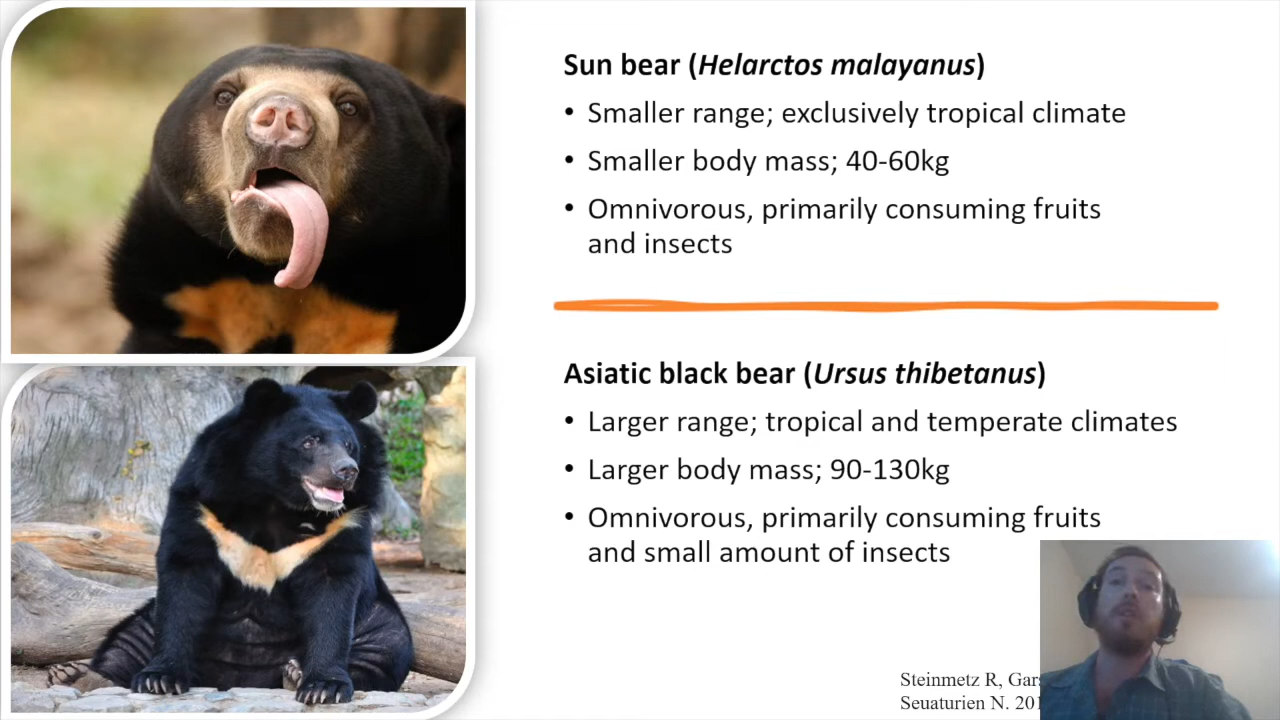 Sun bear (Helarctos malayanus)
• Smaller range; exclusively tropical climate
• Smaller body mass; 40-60kg
• Omnivorous, primarily consuming fruits
and insects
Asiatic black bear (Ursus thibetanus)
• Larger range; tropical and temperate climates
• Larger body mass; 90-130kg
• Omnivorous, primarily consuming fruits
and small amount of insects
Steinmetz R,
Seuaturien N.